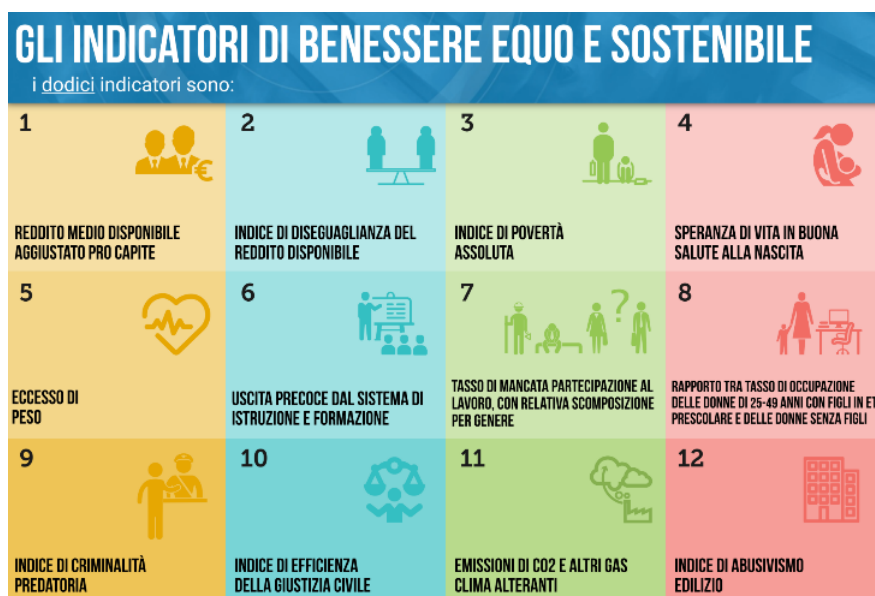 GLI INDICATORI DI BENESSERE EQUO E SOSTENIBILE
i dodici indicatori sono:
1
REDDITO MEDIO DISPONIBILE
AGGIUSTATO PRO CAPITE
2
INDICE DI DISEGUAGLIANZA DEL
REDDITO DISPONIBILE
3
INDICE DI POVERTÀ
ASSOLUTA
4
SPERANZA DI VITA IN BUONA
SALUTE ALLA NASCITA
5
ECCESSO DI
PESO
6
USCITA PRECOCE DAL SISTEMA DI
ISTRUZIONE E FORMAZIONE
7
TASSO DI MANCATA PARTECIPAZIONE AL
LAVORO, CON RELATIVA SCOMPOSIZIONE
PER GENERE
8
RAPPORTO TRA TASSO DI OCCUPAZIONE
DELLE DONNE DI 25-49 ANNI CON FIGLI IN ET
PRESCOLARE E DELLE DONNE SENZA FIGLI
9
INDICE DI CRIMINALITÀ
PREDATORIA
10
INDICE DI EFFICIENZA
DELLA GIUSTIZIA CIVILE
11
EMISSIONI DI CO2 E ALTRI GAS
CLIMA ALTERANTI
12
INDICE DI ABUSIVISMO
EDILIZIO